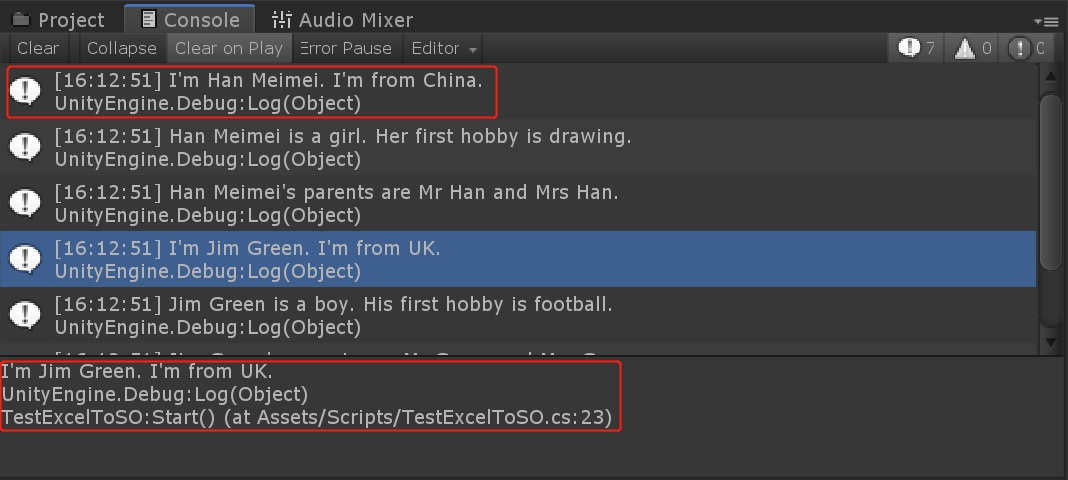 Project Console Audio Mixer
Clear Collapse Clear on Play Error Pause Editor 7 0 0
[16:12:51] I'm Han Meimei. I'm from China.
UnityEngine.Debug:Log(Object)
[16:12:51] Han Meimei is a girl. Her first hobby is drawing.
UnityEngine.Debug:Log(Object)
[16:12:51] Han Meimei's parents are Mr Han and Mrs Han.
UnityEngine.Debug:Log(Object)
[16:12:51] I'm Jim Green. I'm from UK.
UnityEngine.Debug:Log(Object)
[16:12:51] Jim Green is a boy. His first hobby is football.
UnityEngine.Debug:Log(Object)
I'm Jim Green. I'm from UK.
UnityEngine.Debug:Log(Object)
TestExcelToSO:Start() (at Assets/Scripts/TestExcelToSO.cs:23)